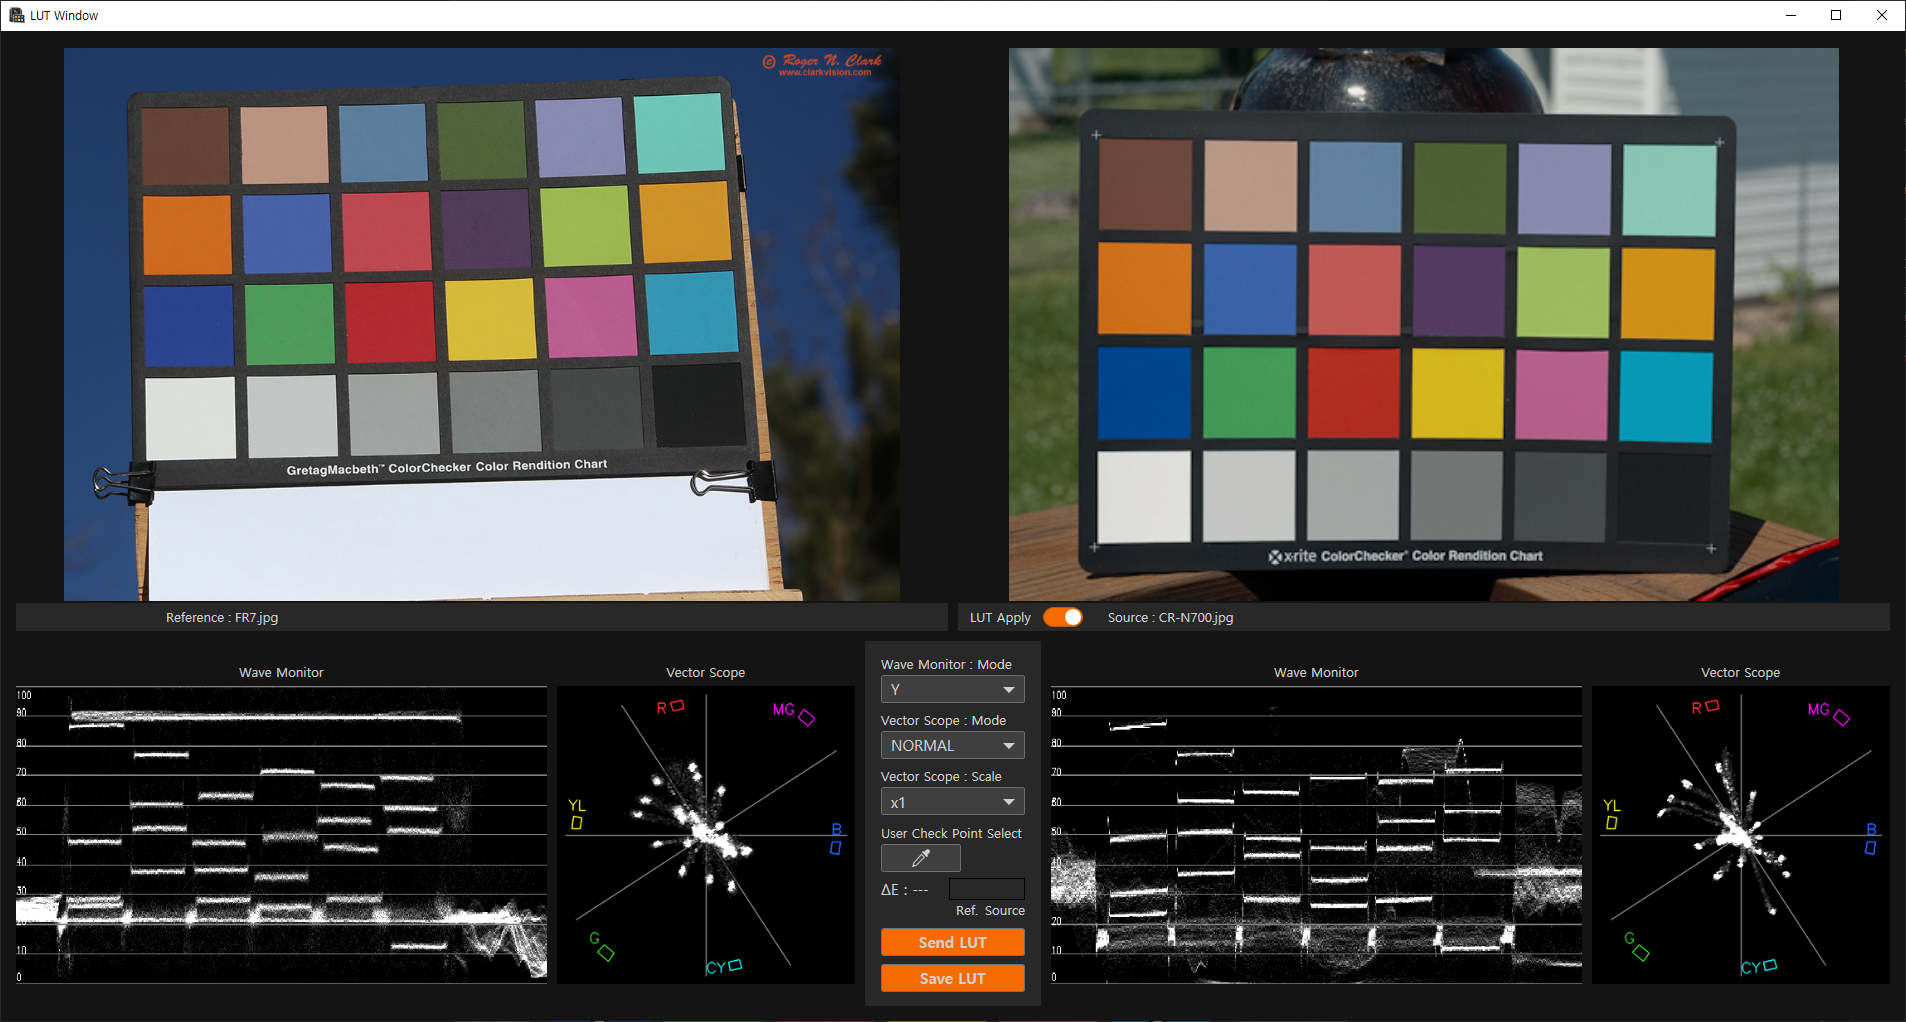 LUT Window
© Roger N. Clark
www.clarkvision.com
GretagMacbeth™ ColorChecker Color Rendition Chart
x-rite ColorChecker® Color Rendition Chart
Reference : FR7.jpg
LUT Apply
Source : CR-N700.jpg
Wave Monitor
100
90
80
70
60
50
40
30
20
10
0
Vector Scope
R
MG
YL
B
G
CY
Wave Monitor : Mode
Y
Vector Scope : Mode
NORMAL
Vector Scope : Scale
x1
User Check Point Select
ΔE : ---
Ref. Source
Send LUT
Save LUT
Wave Monitor
100
90
80
70
60
50
40
30
20
10
0
Vector Scope
R
MG
YL
B
G
CY